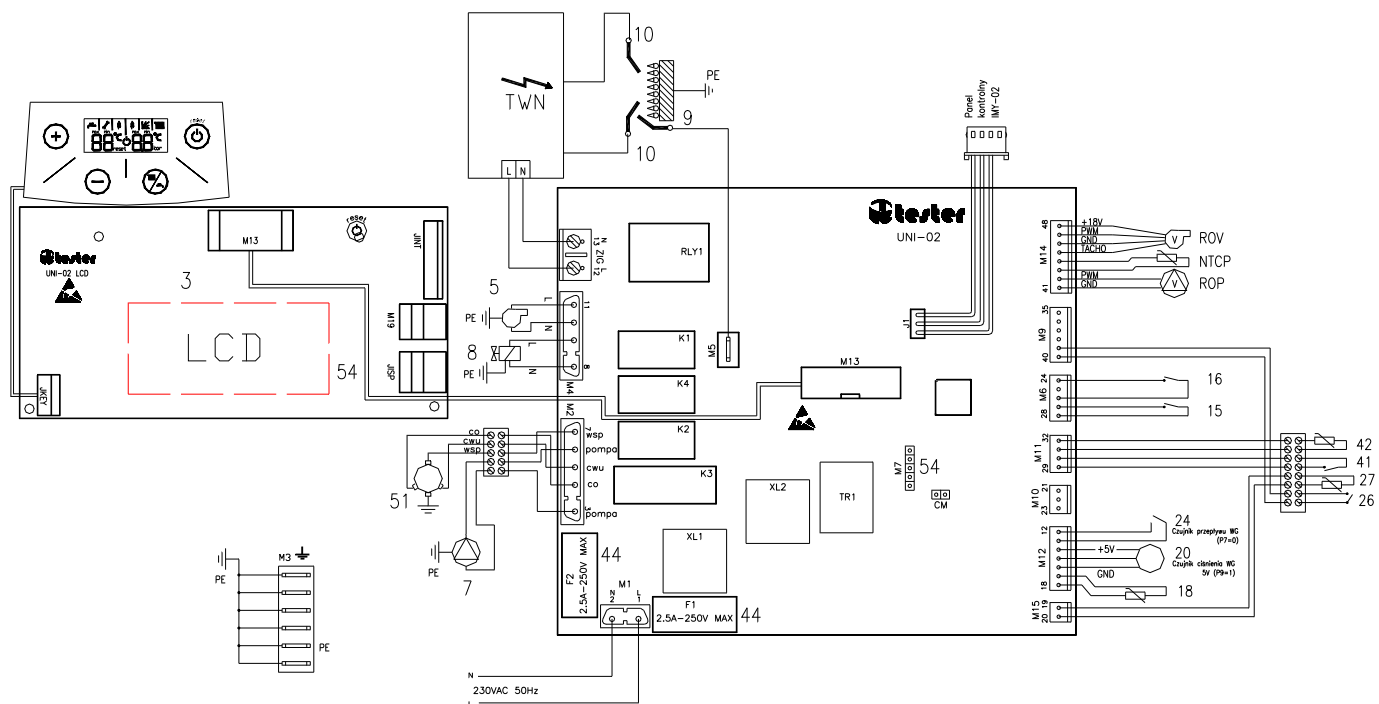 10
TWN
PE
9
10
L N
Panel
kontrolny
IMY-02
reset
bar
M13
reset
JINT
tester
UNI-02 LCD
3
M19
LCD
54
JISP
JKEY
tester
UNI-02
N
13
ZIG
12
L
RLY1
5
L
PE
N
11
8
L
PE
N
8
M4
K1
K4
K2
K3
M5
J1
M13
M2
7
wsp
pompa
cwu
co
3
pompa
co
cwu
wsp
51
PE
7
M7
54
CM
XL2
TR1
XL1
F2
2.5A-250V MAX
44
M1
N
2
L
1
F1
2.5A-250V MAX
44
PE
M3
PE
N
230VAC 50Hz
L
48
M14
41
+18V
PWM
GND
TACHO
PWM
GND
V
ROV
NTCP
V
ROP
35
M9
40
24
M6
28
16
15
32
M11
29
42
41
27
26
21
M10
23
12
M12
18
24
Czujnik przepływu WG
(P7=0)
+5V
20
Czujnik ciśnienia WG
5V (P9=1)
GND
18
19
M15
20